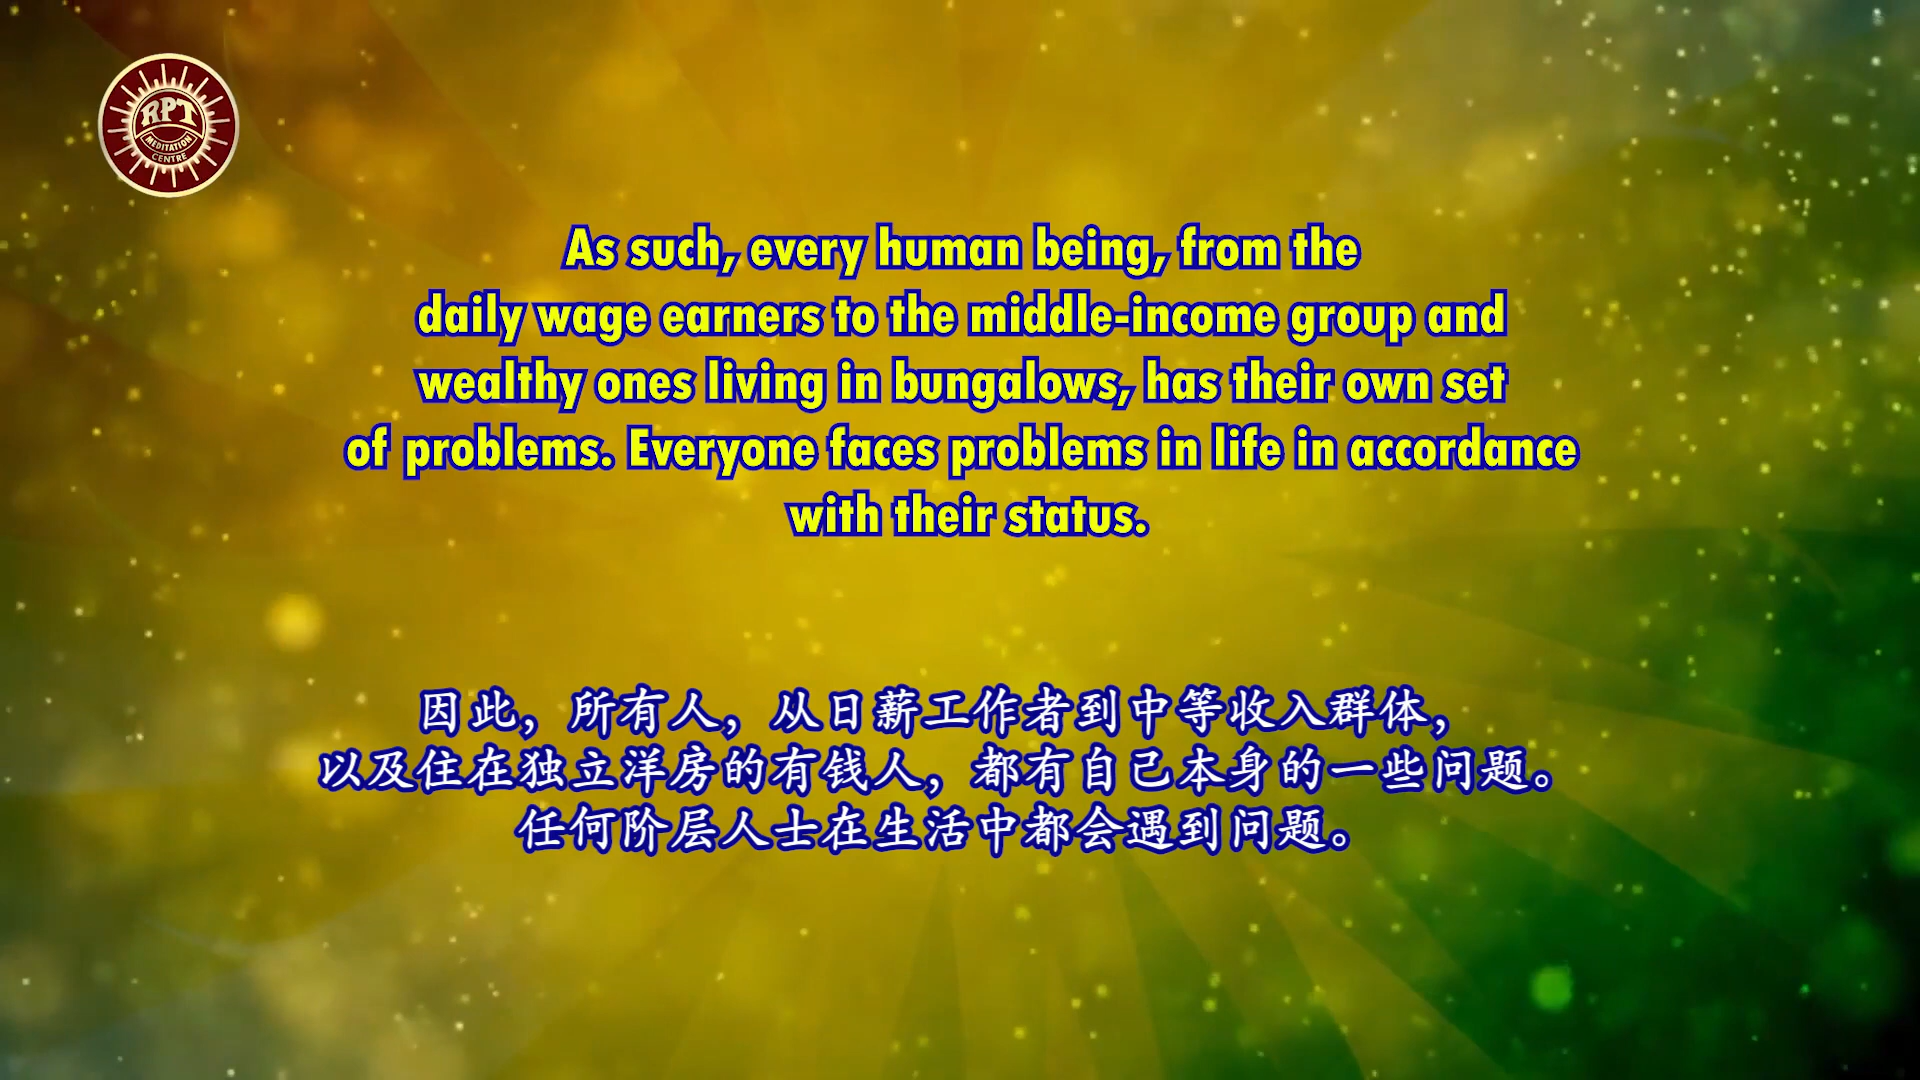 RPT
MEDITATION
CENTRE
As such, every human being, from the
daily wage earners to the middle-income group and
wealthy ones living in bungalows, has their own set
of problems. Everyone faces problems in life in accordance
with their status.
因此，所有人，从日薪工作者到中等收入群体，
以及住在独立洋房的有钱人，都有自己本身的一些问题。
任何阶层人士在生活中都会遇到问题。